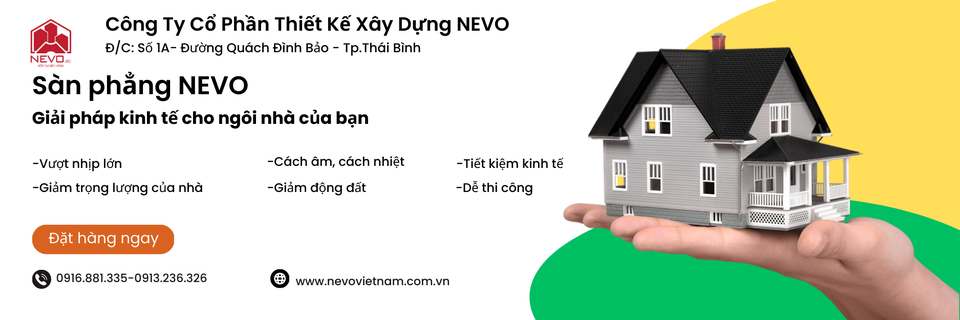 Công Ty Cổ Phần Thiết Kế Xây Dựng NEVO
Đ/C: Số 1A- Đường Quách Đình Bảo - Tp.Thái Bình
NEVO
Sàn phẳng NEVO
Giải pháp kinh tế cho ngôi nhà của bạn
-Vượt nhịp lớn
-Cách âm, cách nhiệt
-Tiết kiệm kinh tế
-Giảm trọng lượng của nhà
-Giảm động đất
-Dễ thi công
Đặt hàng ngay
0916.881.335-0913.236.326
www.nevovietnam.com.vn